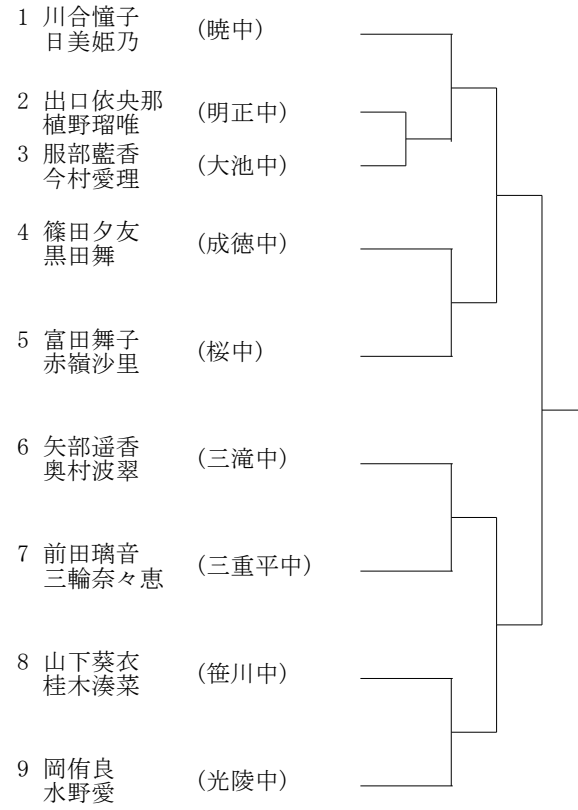 1 川合憧子 (暁中)
日美姫乃
2 出口依央那 (明正中)
植野瑠唯
3 服部藍香 (大池中)
今村愛理
4 篠田夕友 (成徳中)
黒田舞
5 富田舞子 (桜中)
赤嶺沙里
6 矢部遥香 (三滝中)
奥村波翠
7 前田璃音 (三重平中)
三輪奈々恵
8 山下葵衣 (笹川中)
桂木湊菜
9 岡侑良 (光陵中)
水野愛